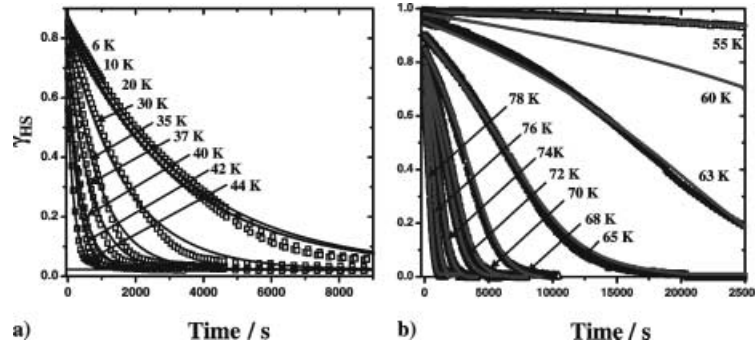 0.8
0.6
0.4
0.2
0.0
γHS
6 K
10 K
20 K
30 K
35 K
37 K
40 K
42 K
44 K
0 2000 4000 6000 8000
a) Time / s
1.0
0.8
0.6
0.4
0.2
0.0
55 K
60 K
63 K
78 K
76 K
74K
72 K
70 K
68 K
65 K
0 5000 10000 15000 20000 25000
b) Time / s